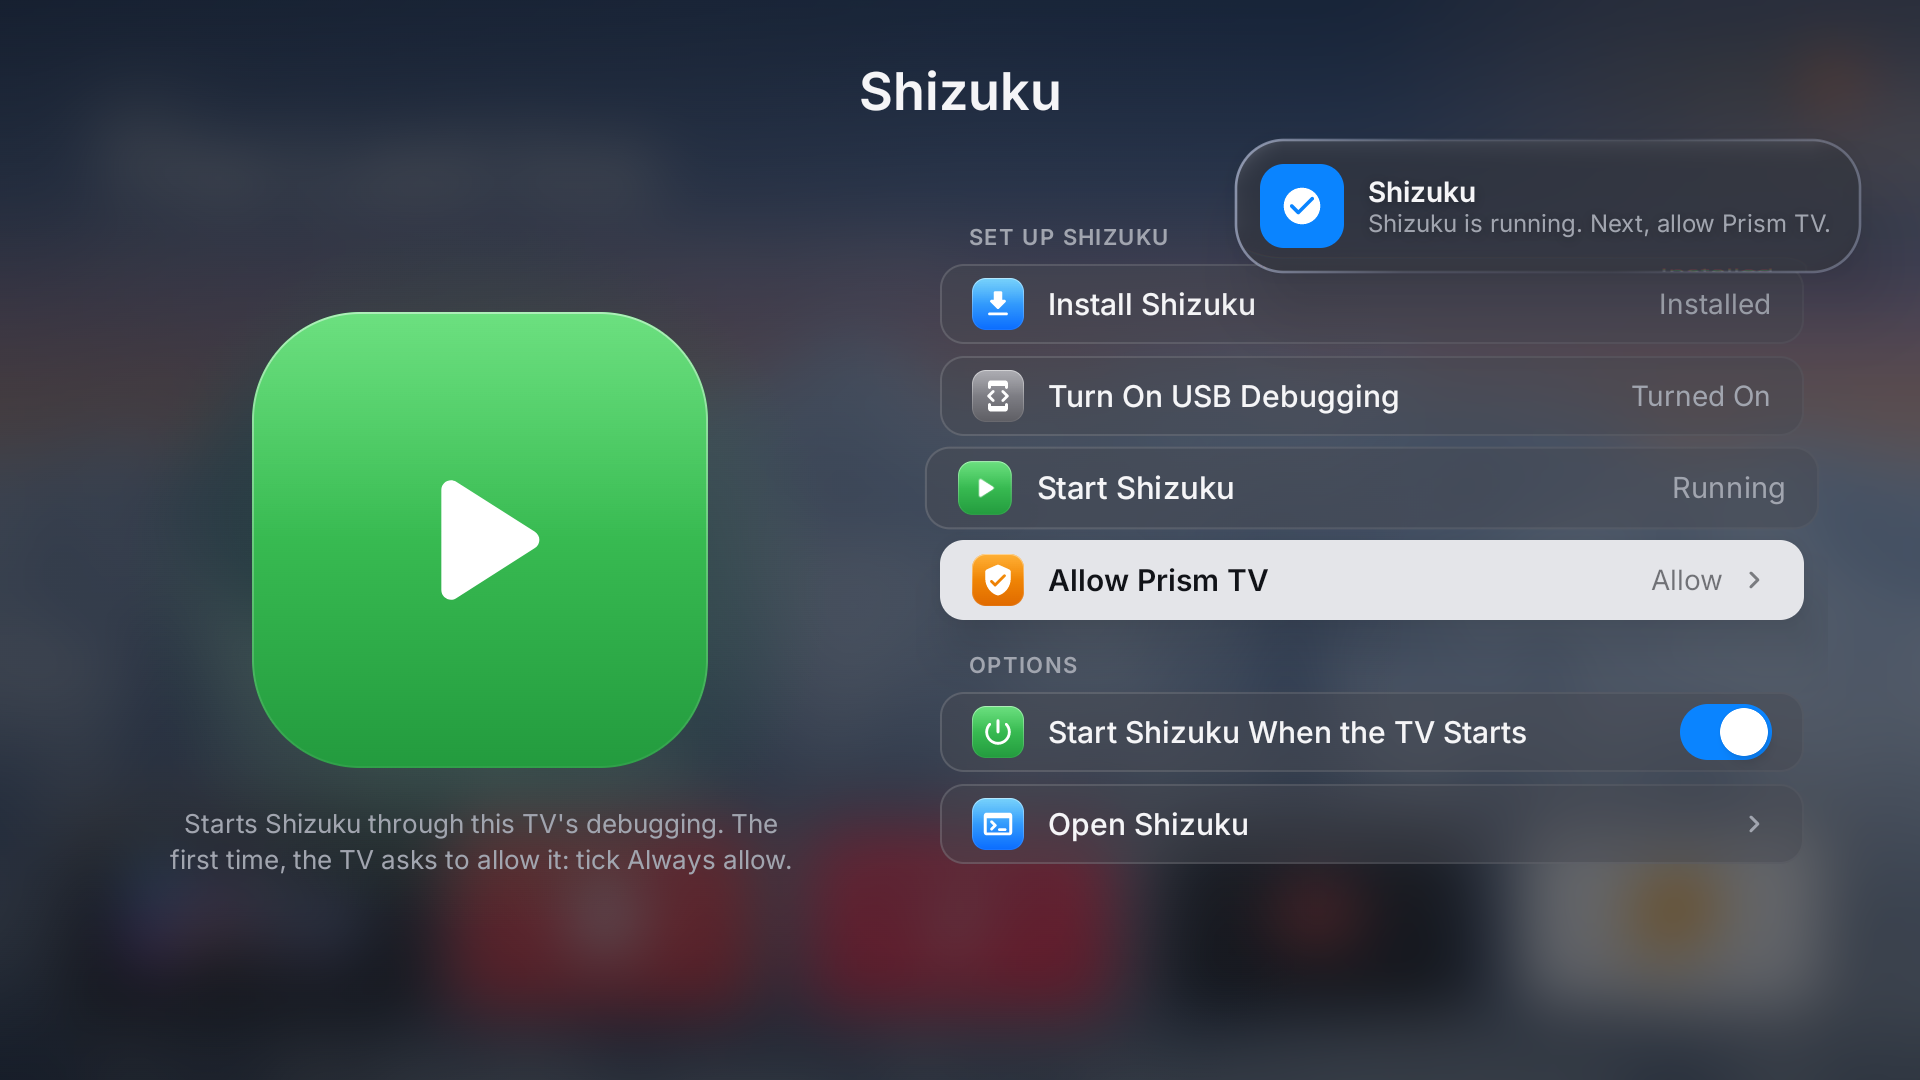 Shizuku
Shizuku
Shizuku is running. Next, allow Prism TV.
SET UP SHIZUKU
Install Shizuku
Installed
Turn On USB Debugging
Turned On
Start Shizuku
Running
Allow Prism TV
Allow
OPTIONS
Start Shizuku When the TV Starts
Open Shizuku
Starts Shizuku through this TV's debugging. The
first time, the TV asks to allow it: tick Always allow.